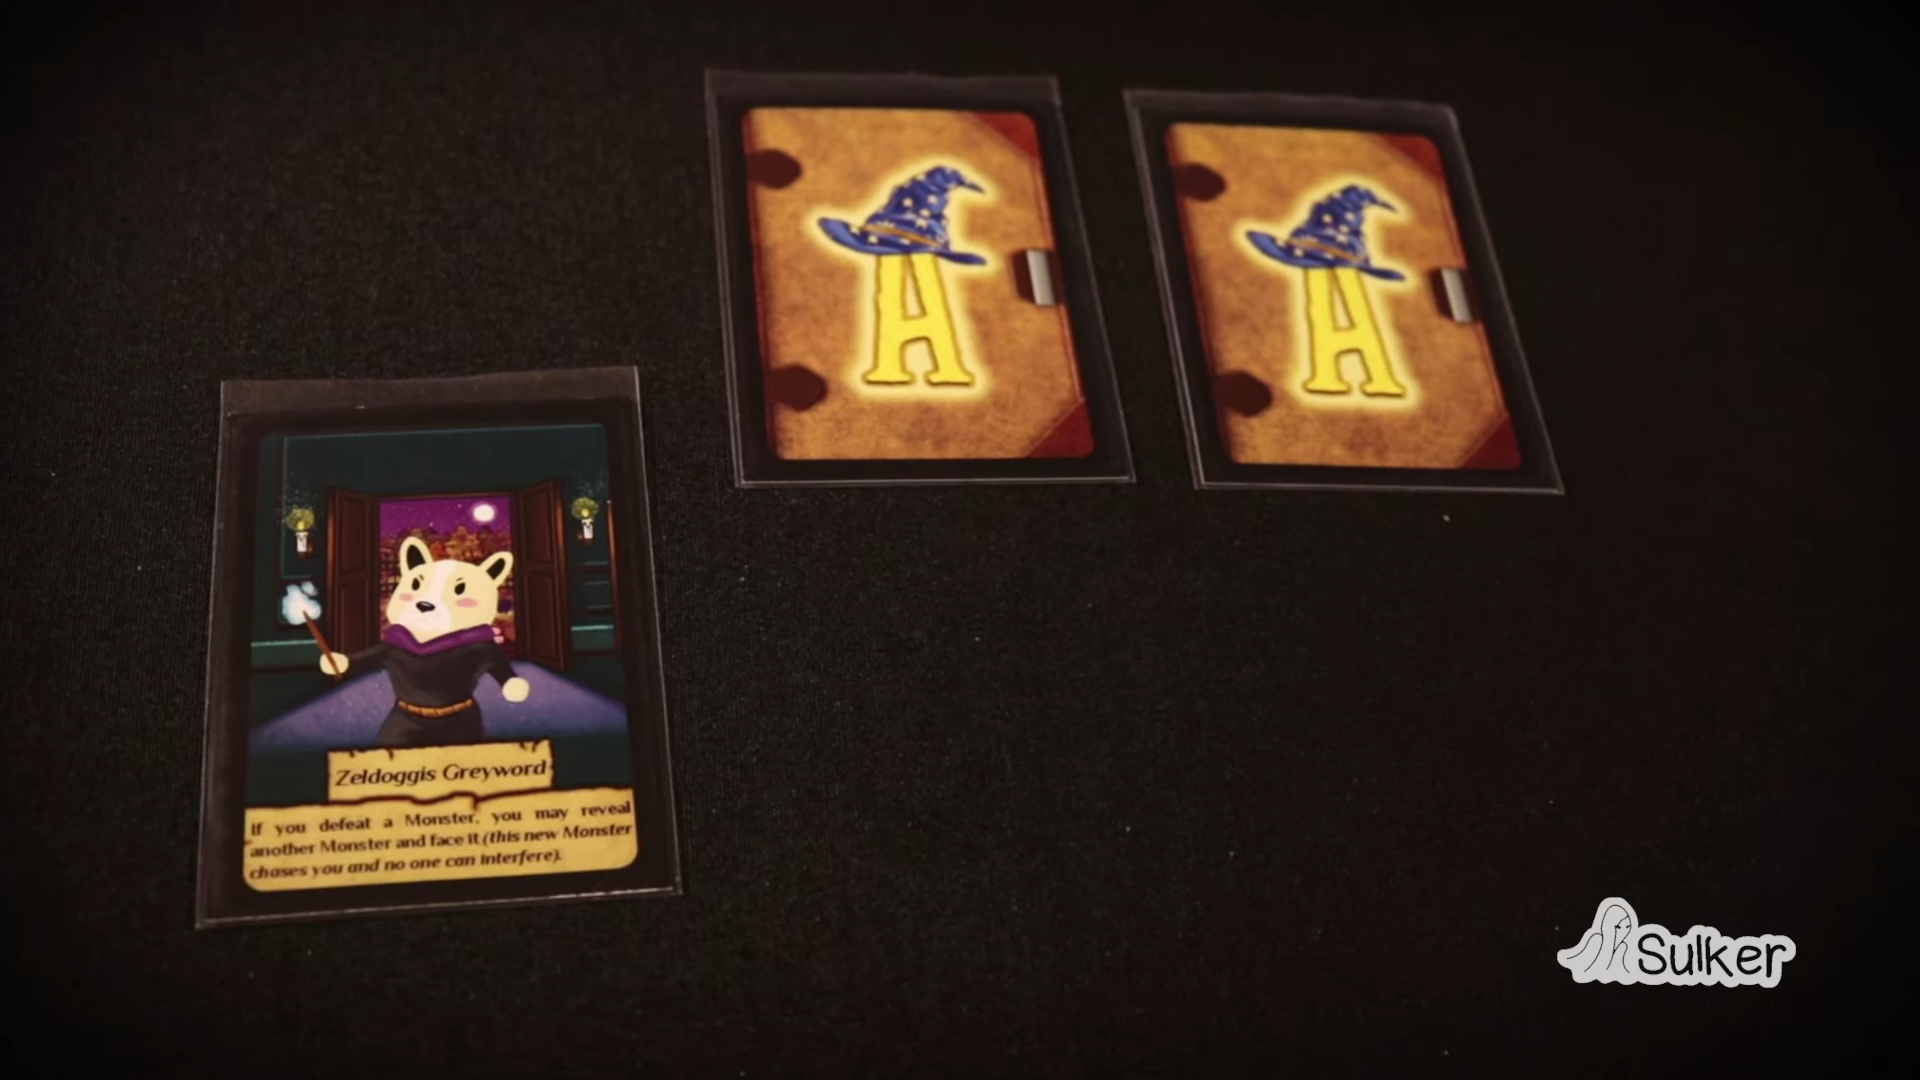 A
A
Zeldoggis Greyword
If you defeat a Monster, you may reveal
another Monster and face it (this new Monster
chases you and no one can interfere).
Sulker